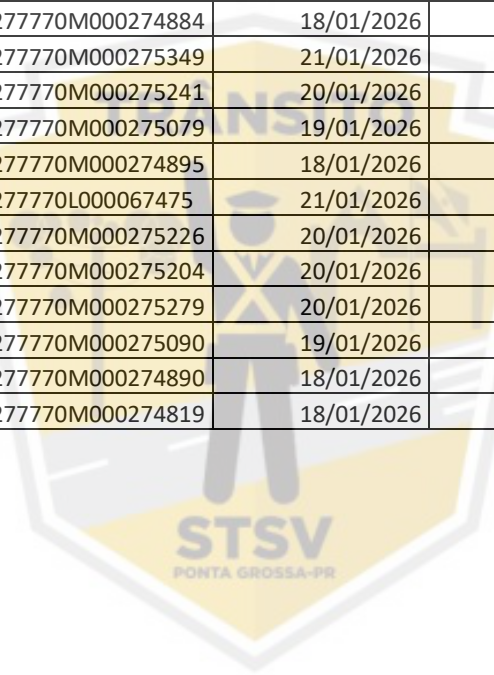 277770M000274884 18/01/2026
277770M000275349 21/01/2026
277770M000275241 20/01/2026
TRÂNSITO
277770M000275079 19/01/2026
277770M000274895 18/01/2026
277770L000067475 21/01/2026
277770M000275226 20/01/2026
277770M000275204 20/01/2026
277770M000275279 20/01/2026
277770M000275090 19/01/2026
277770M000274890 18/01/2026
277770M000274819 18/01/2026
STSV
PONTA GROSSA-PR